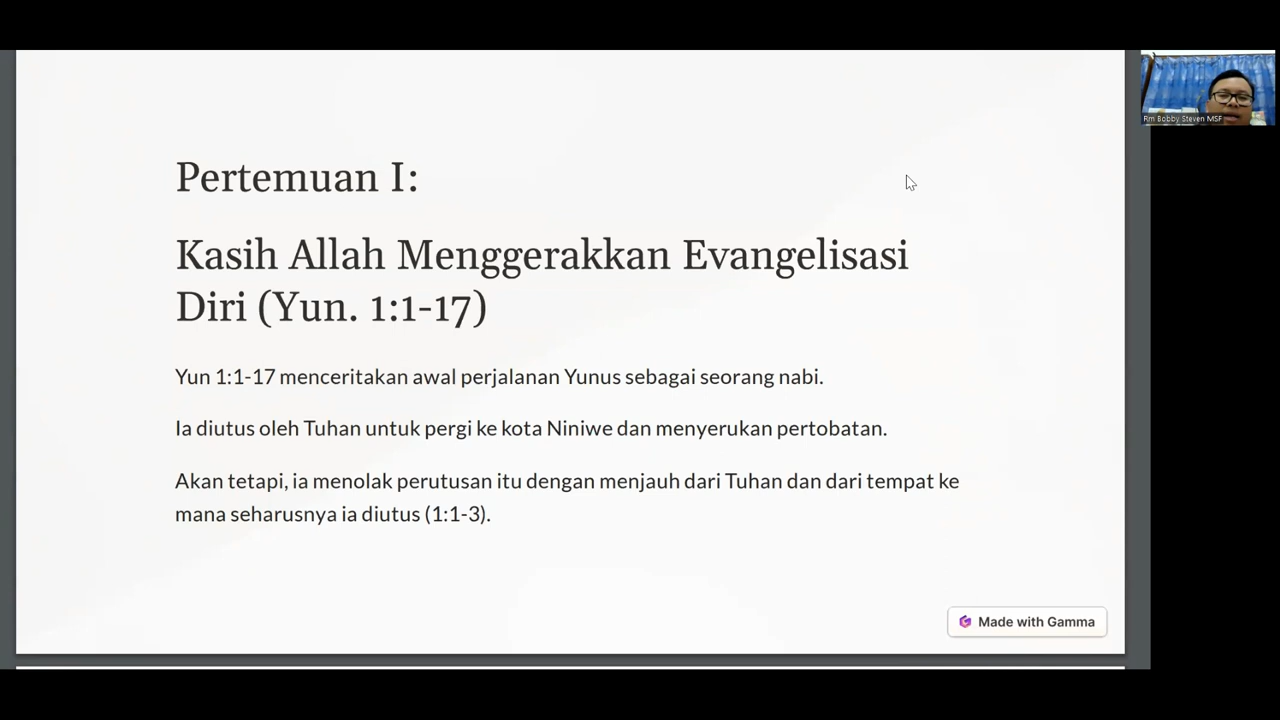 Pertemuan I:
Kasih Allah Menggerakkan Evangelisasi
Diri (Yun. 1:1-17)
Yun 1:1-17 menceritakan awal perjalanan Yunus sebagai seorang nabi.
Ia diutus oleh Tuhan untuk pergi ke kota Niniwe dan menyerukan pertobatan.
Akan tetapi, ia menolak perutusan itu dengan menjauh dari Tuhan dan dari tempat ke
mana seharusnya ia diutus (1:1-3).
Made with Gamma
Rm Bobby Steven MSF